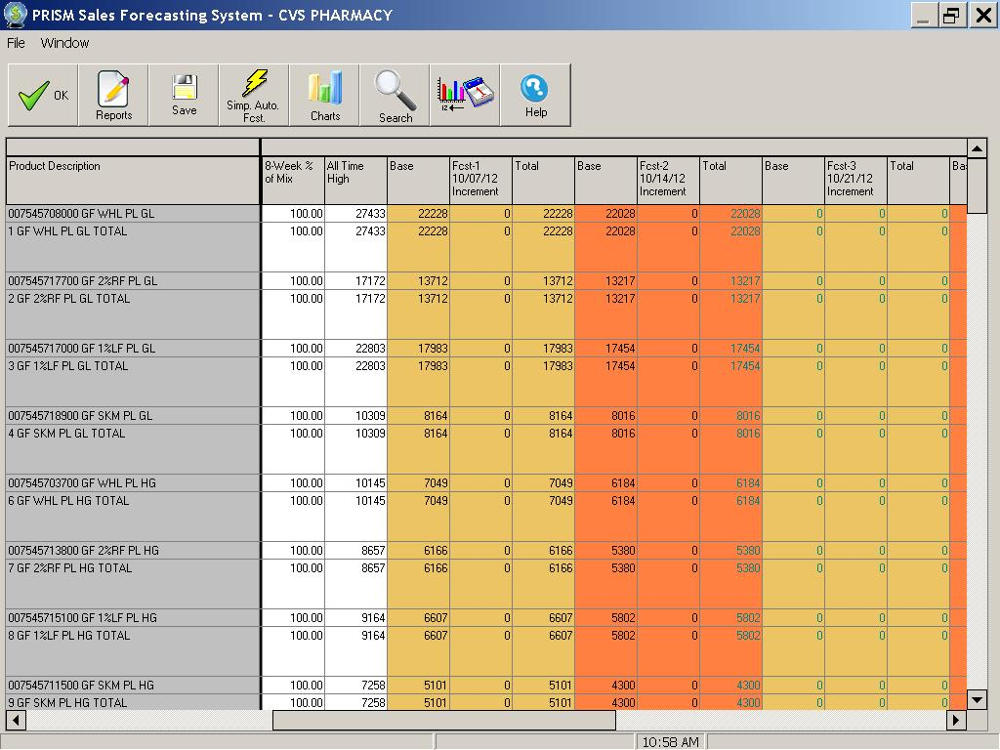 PRISM Sales Forecasting System - CVS PHARMACY
File Window
OK
Reports
Save
Simp. Auto.
Fcst.
Charts
Search
12
Help
Product Description 8-Week % All Time Base Fcst-1 Total Base Fcst-2 Total Base Fcst-3 Total Ba
of Mix High 10/07/12 10/14/12 10/21/12
Increment Increment Increment
007545708000 GF WHL PL GL 100.00 27433 22228 0 22228 22028 0 22028 0 0 0
1 GF WHL PL GL TOTAL 100.00 27433 22228 0 22228 22028 0 22028 0 0 0
007545717700 GF 2%RF PL GL 100.00 17172 13712 0 13712 13217 0 13217 0 0 0
2 GF 2%RF PL GL TOTAL 100.00 17172 13712 0 13712 13217 0 13217 0 0 0
007545717000 GF 1%LF PL GL 100.00 22803 17983 0 17983 17454 0 17454 0 0 0
3 GF 1%LF PL GL TOTAL 100.00 22803 17983 0 17983 17454 0 17454 0 0 0
007545718900 GF SKM PL GL 100.00 10309 8164 0 8164 8016 0 8016 0 0 0
4 GF SKM PL GL TOTAL 100.00 10309 8164 0 8164 8016 0 8016 0 0 0
007545703700 GF WHL PL HG 100.00 10145 7049 0 7049 6184 0 6184 0 0 0
6 GF WHL PL HG TOTAL 100.00 10145 7049 0 7049 6184 0 6184 0 0 0
007545713800 GF 2%RF PL HG 100.00 8657 6166 0 6166 5380 0 5380 0 0 0
7 GF 2%RF PL HG TOTAL 100.00 8657 6166 0 6166 5380 0 5380 0 0 0
007545715100 GF 1%LF PL HG 100.00 9164 6607 0 6607 5802 0 5802 0 0 0
8 GF 1%LF PL HG TOTAL 100.00 9164 6607 0 6607 5802 0 5802 0 0 0
007545711500 GF SKM PL HG 100.00 7258 5101 0 5101 4300 0 4300 0 0 0
9 GF SKM PL HG TOTAL 100.00 7258 5101 0 5101 4300 0 4300 0 0 0
10:58 AM